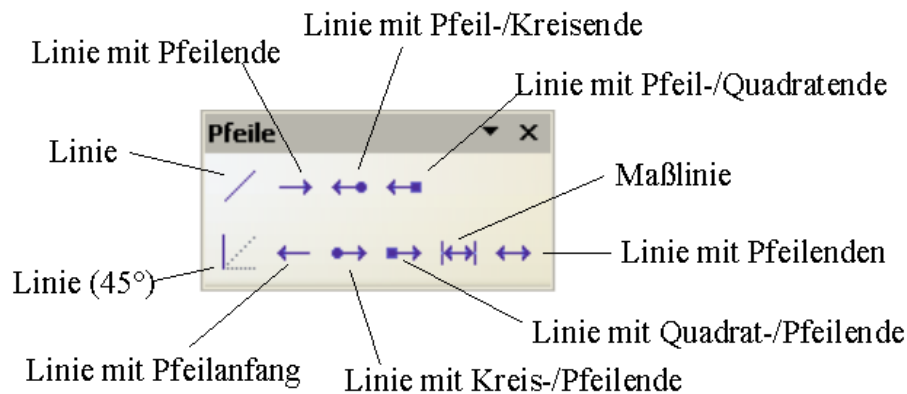 Linie mit Pfeil-/Kreisende
Linie mit Pfeilende
Linie mit Pfeil-/Quadratende
Pfeile
Linie
Maßlinie
Linie mit Pfeilenden
Linie (45°)
Linie mit Quadrat-/Pfeilende
Linie mit Pfeilanfang
Linie mit Kreis-/Pfeilende